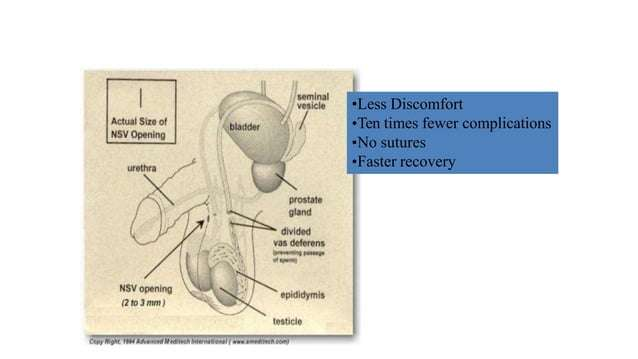 Actual Size of
NSV Opening
seminal
vesicle
bladder
urethra
prostate
gland
divided
vas deferens
(preventing passage
of sperm)
NSV opening
(2 to 3 mm)
epididymis
testicle
Copy Right, 1994 Advanced Meditech International ( www.ameditech.com)
•Less Discomfort
•Ten times fewer complications
•No sutures
•Faster recovery